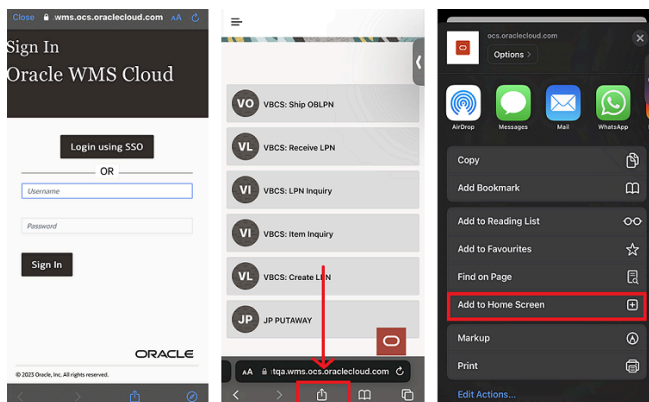 Close
.wms.ocs.oraclecloud.com
AA
Sign In
Oracle WMS Cloud
Login using SSO
OR
Username
Password
Sign In
ORACLE
© 2023 Oracle, Inc. All rights reserved.
VO VBCS: Ship OBLPN
VL VBCS: Receive LPN
VI VBCS: LPN Inquiry
VI VBCS: Item Inquiry
VL VBCS: Create LPN
JP JP PUTAWAY
AA
:tqa.wms.ocs.oraclecloud.com
ocs.oraclecloud.com
Options >
AirDrop
Messages
Mail
WhatsApp
Copy
Add Bookmark
Add to Reading List
Add to Favourites
Find on Page
Add to Home Screen
Markup
Print
Edit Actions...